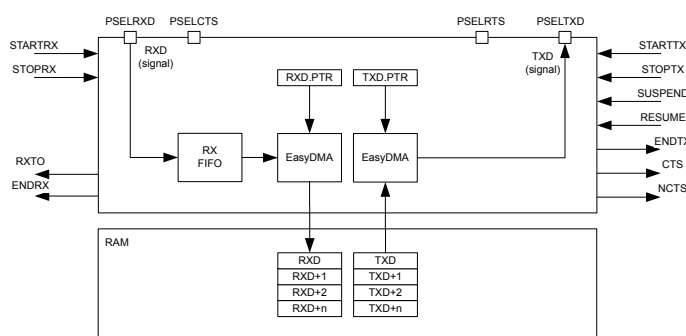 PSELRXD
PSELCTS
PSELRTS
PSELTXD
STARTRX
STOPRX
RXD
(signal)
TXD
(signal)
STARTTX
STOPTX
SUSPEND
RESUME
RXD.PTR
TXD.PTR
RX
FIFO
EasyDMA
EasyDMA
RXTO
ENDRX
ENDTX
CTS
NCTS
RAM
RXD
RXD+1
RXD+2
RXD+n
TXD
TXD+1
TXD+2
TXD+n